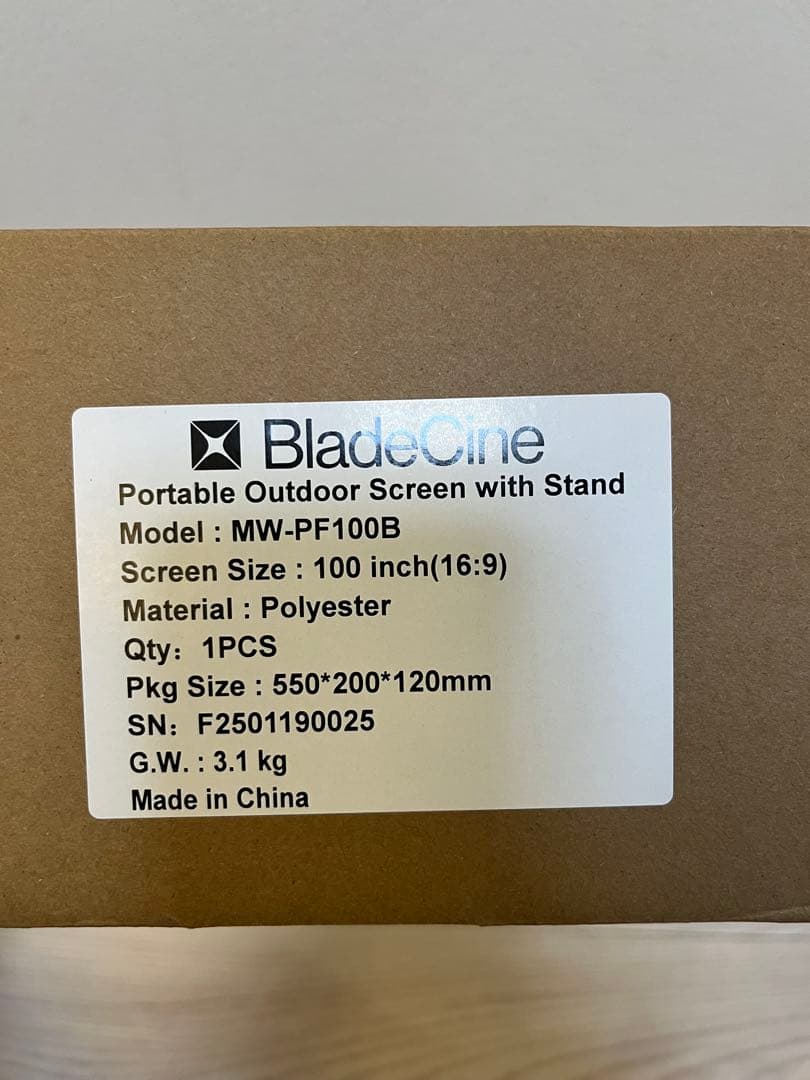 BladeCine
Portable Outdoor Screen with Stand
Model : MW-PF100B
Screen Size : 100 inch(16:9)
Material : Polyester
Qty： 1PCS
Pkg Size : 550*200*120mm
SN： F2501190025
G.W. : 3.1 kg
Made in China